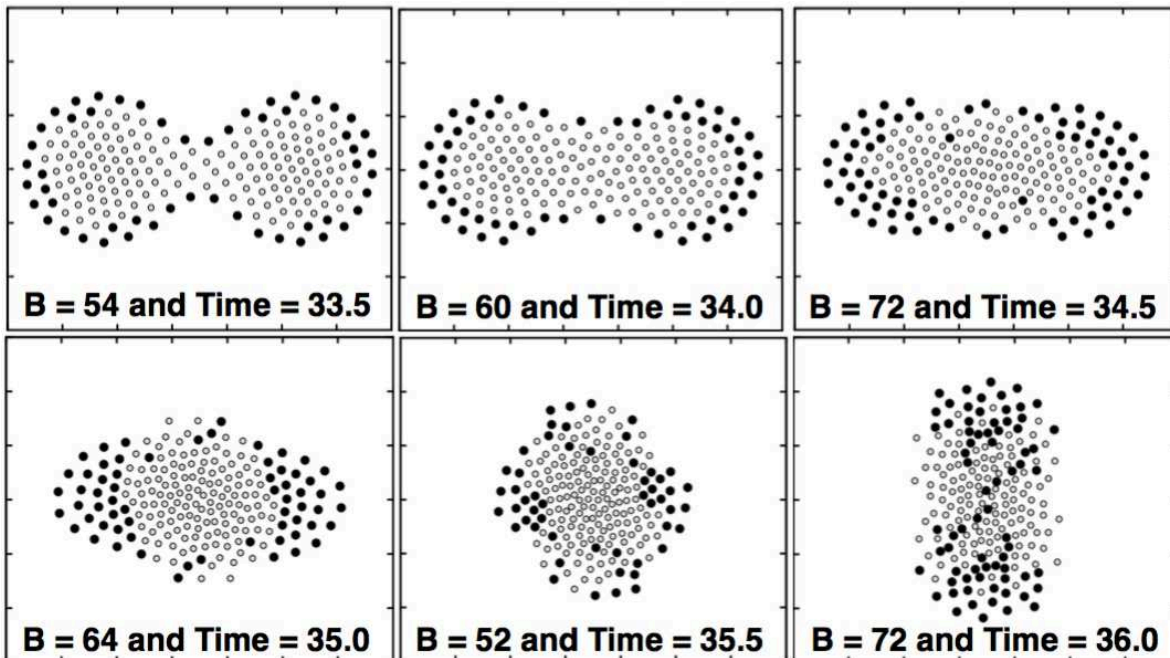 B = 54 and Time = 33.5
B = 60 and Time = 34.0
B = 72 and Time = 34.5
B = 64 and Time = 35.0
B = 52 and Time = 35.5
B = 72 and Time = 36.0